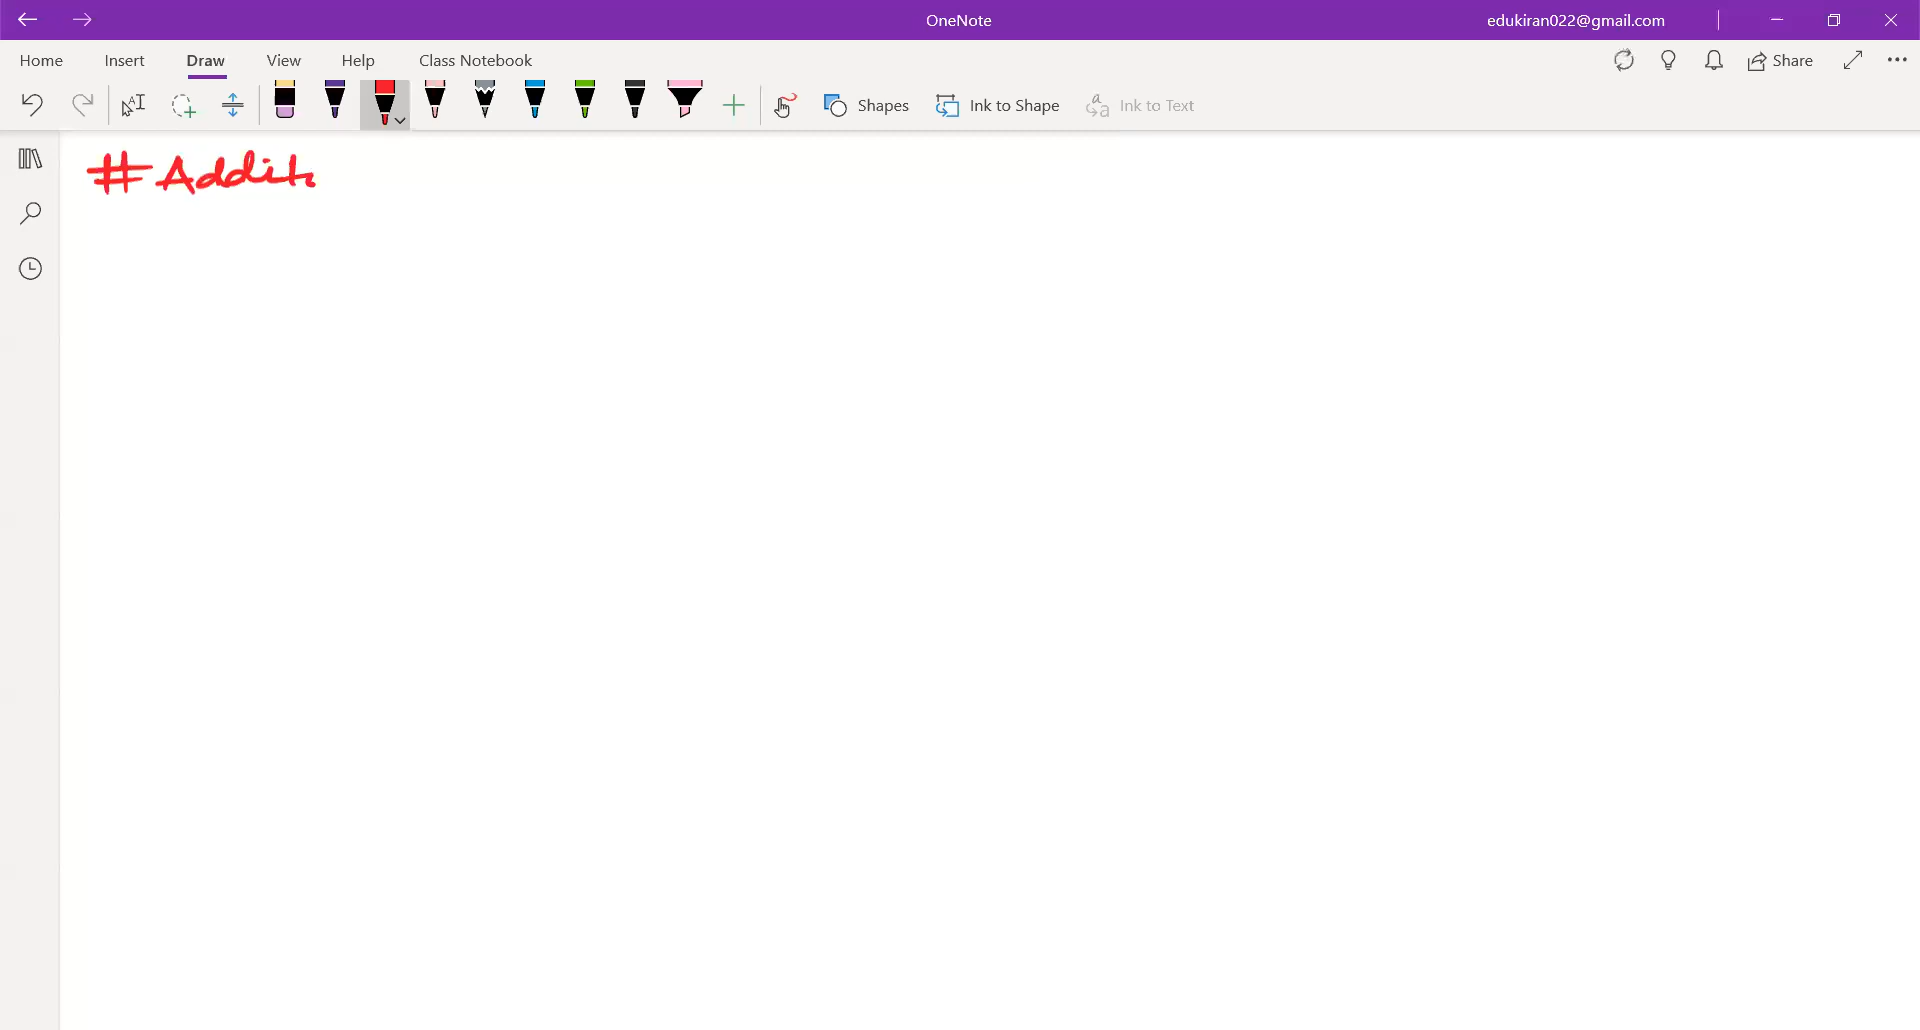 OneNote
edukiran022@gmail.com
Home Insert Draw View Help Class Notebook
Share
Shapes Ink to Shape Ink to Text
#Additi